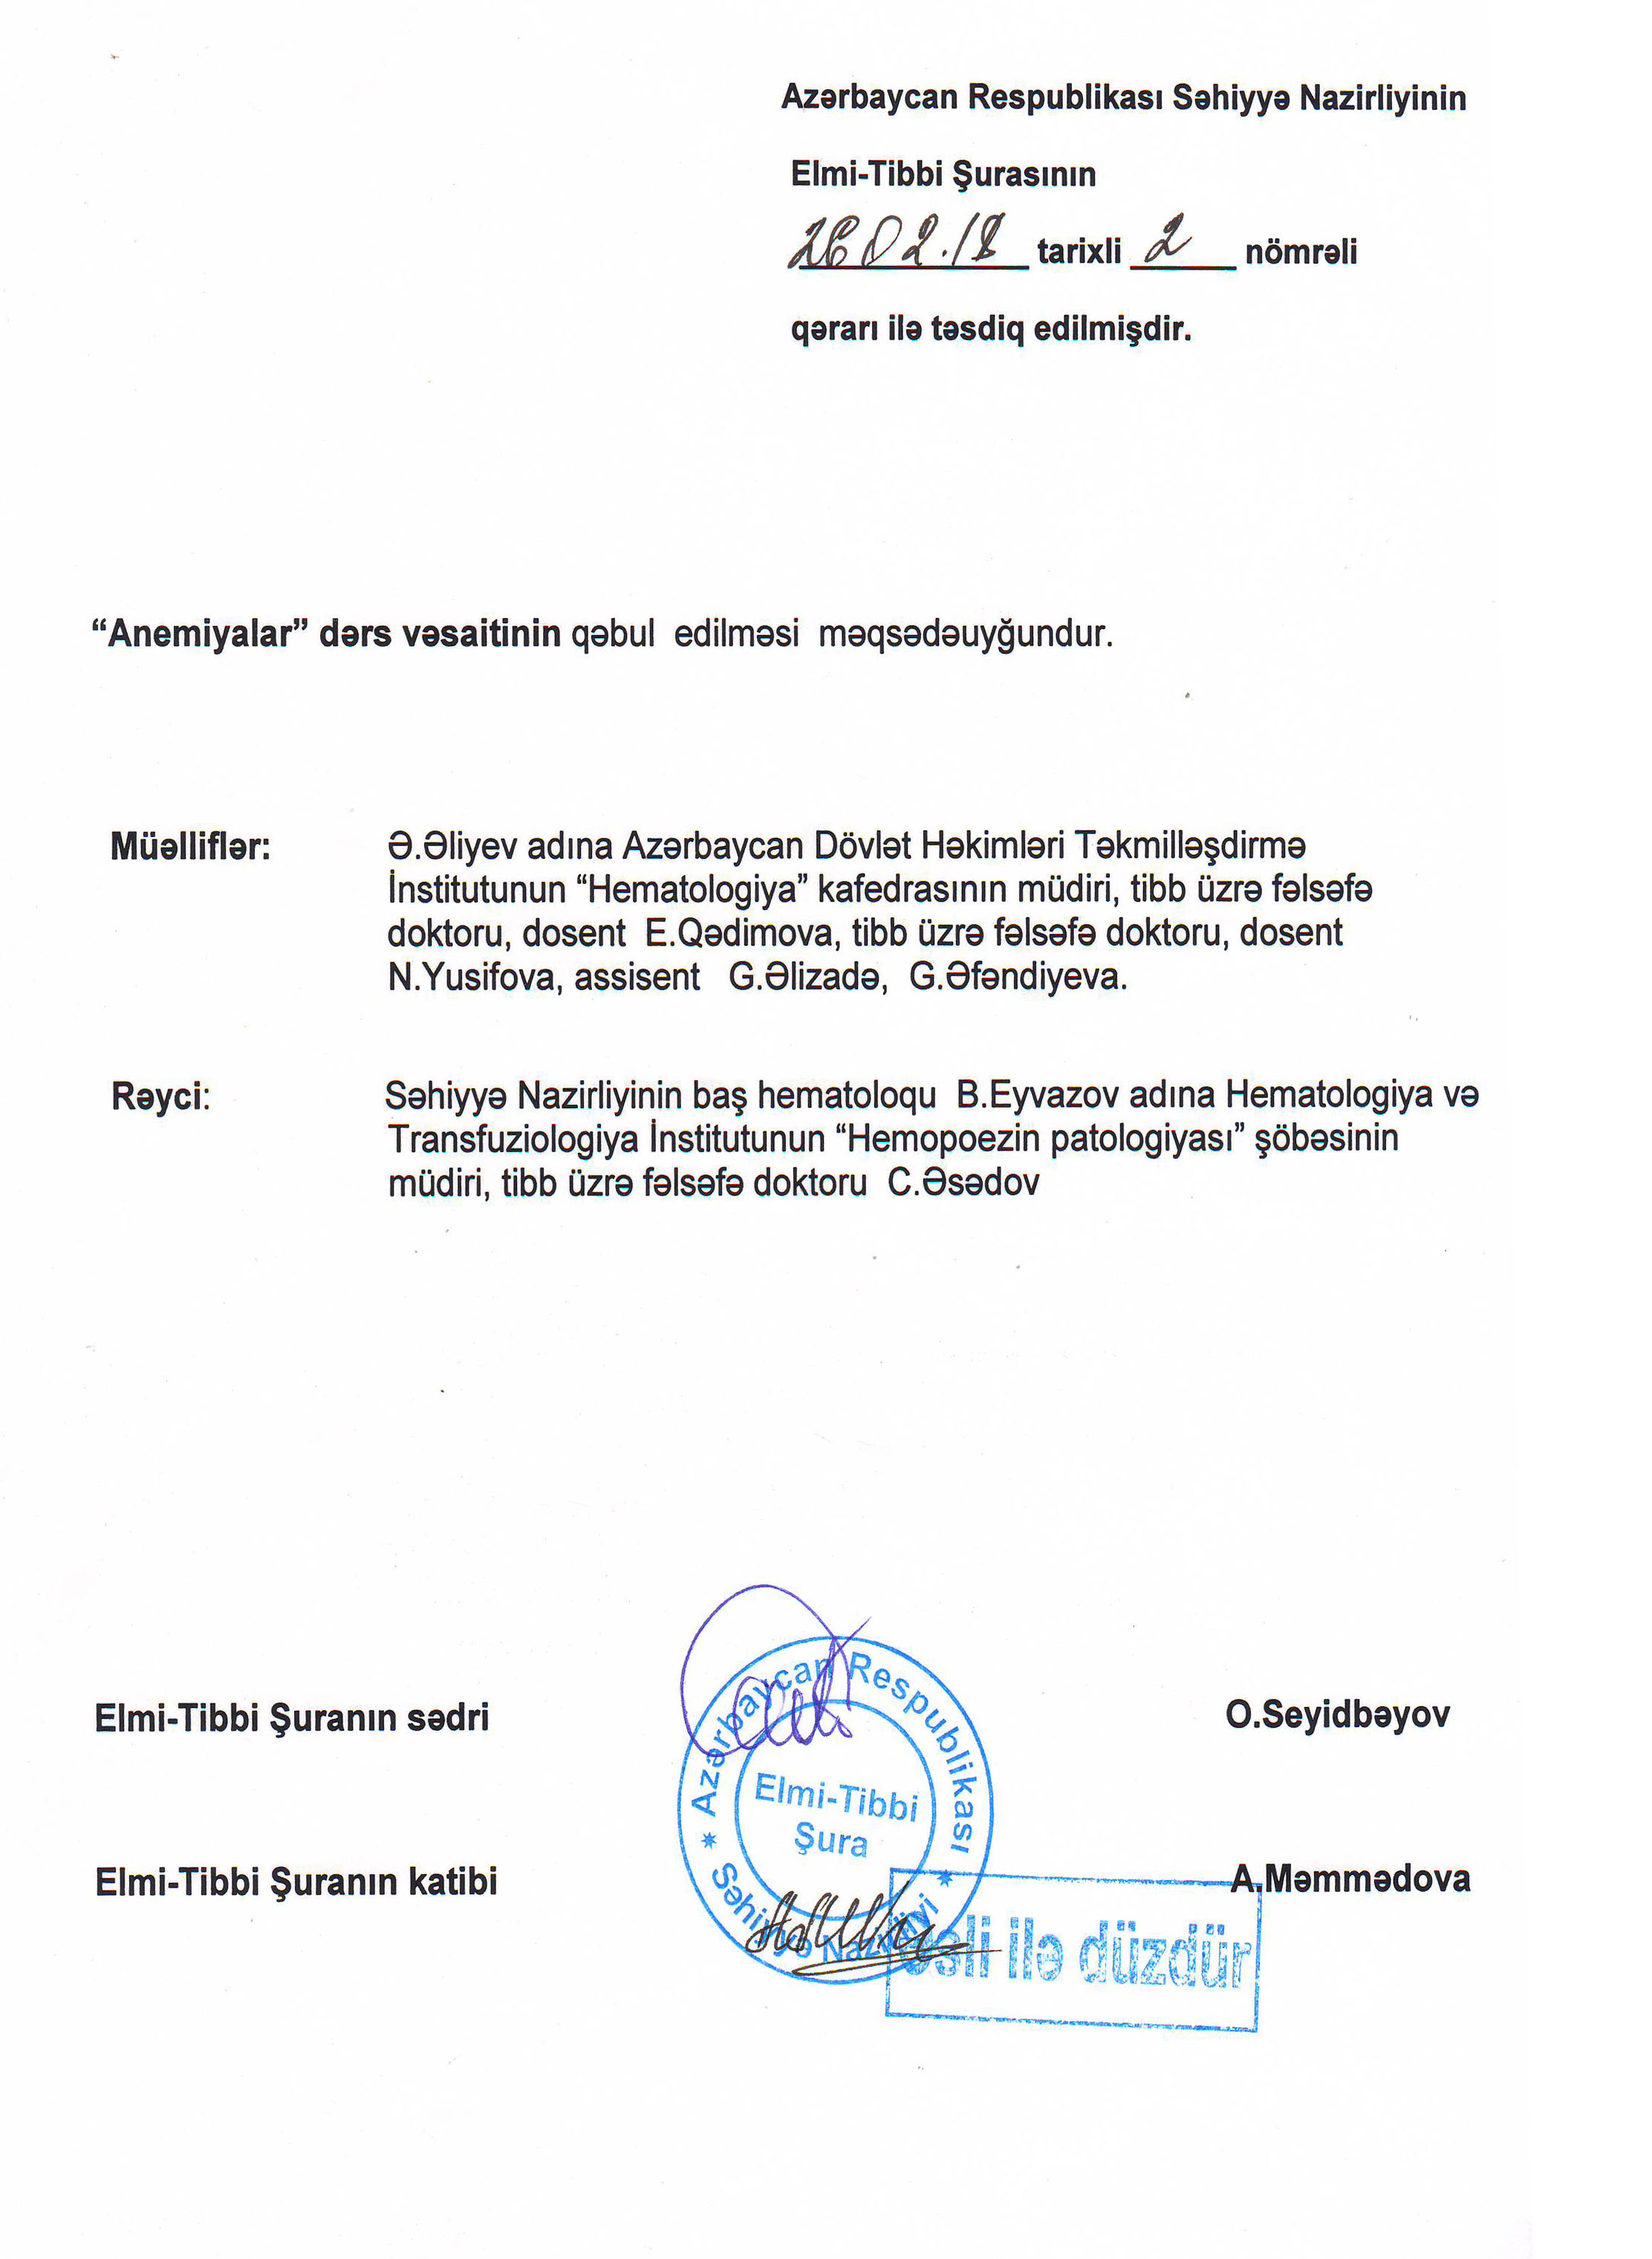 Azərbaycan Respublikası Səhiyyə Nazirliyinin
Elmi-Tibbi Şurasının
26 02.18 tarixli 2 nömrəli
qərarı ilə təsdiq edilmişdir.
“Anemiyalar” dərs vəsaitinin qəbul edilməsi məqsədəuyğundur.
Müəlliflər: Ə.Əliyev adına Azərbaycan Dövlət Həkimləri Təkmilləşdirmə
İnstitutunun “Hematologiya” kafedrasının müdiri, tibb üzrə fəlsəfə
doktoru, dosent E.Qədimova, tibb üzrə fəlsəfə doktoru, dosent
N.Yusifova, assisent G.Əlizadə, G.Əfəndiyeva.
Rəyci: Səhiyyə Nazirliyinin baş hematoloqu B.Eyvazov adına Hematologiya və
Transfuziologiya İnstitutunun “Hemopoezin patologiyası” şöbəsinin
müdiri, tibb üzrə fəlsəfə doktoru C.Əsədov
Elmi-Tibbi Şuranın sədri O.Seyidbəyov
Azərbaycan Respublikası
Səhiyyə Nazirliyi
Elmi-Tibbi
Şura
Elmi-Tibbi Şuranın katibi A.Məmmədova
əsli ilə düzdür